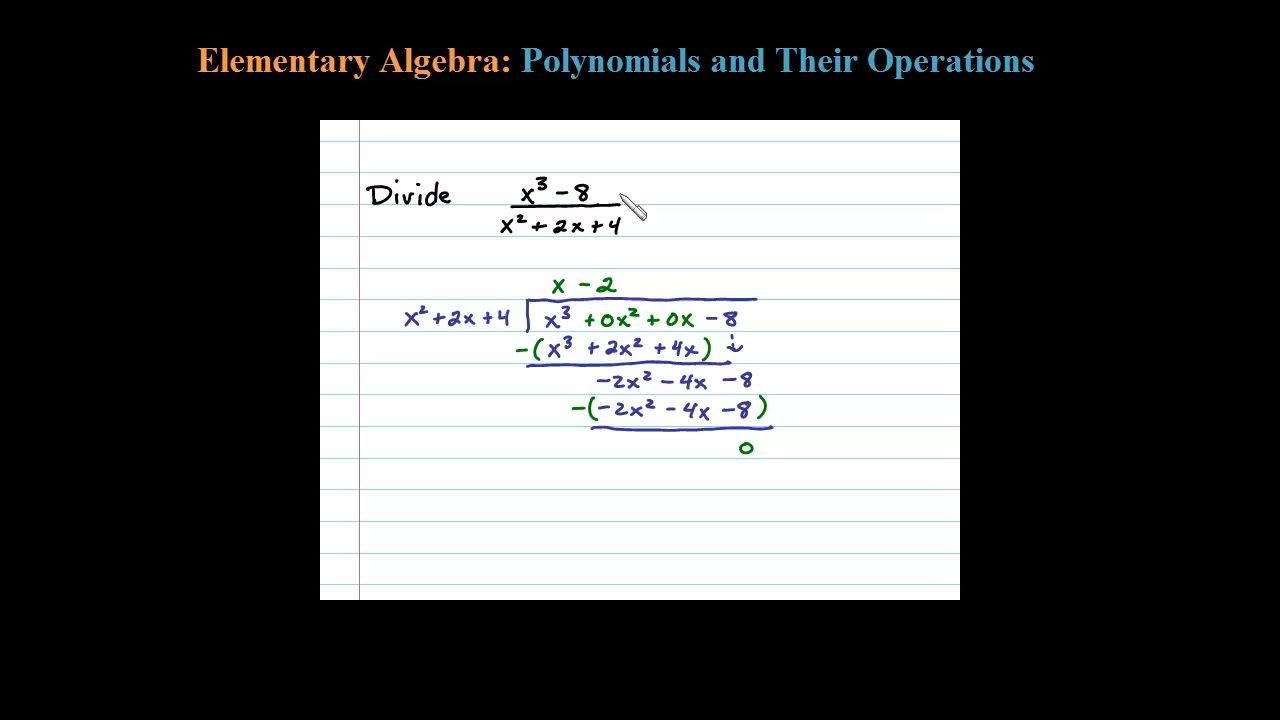 Elementary Algebra: Polynomials and Their Operations
Divide x³ - 8
x² + 2x + 4
x - 2
x² + 2x + 4 x³ + 0x² + 0x - 8
-(x³ + 2x² + 4x)
-2x² - 4x - 8
-(-2x² - 4x - 8)
0